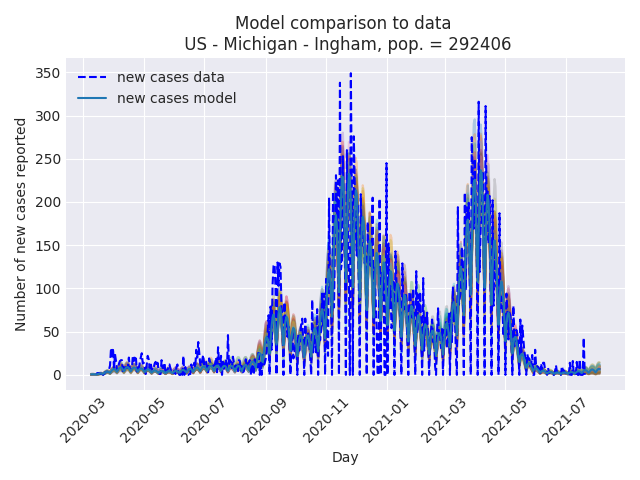 Model comparison to data
US - Michigan - Ingham, pop. = 292406
new cases data
new cases model
Number of new cases reported
350
300
250
200
150
100
50
0
2020-03
2020-05
2020-07
2020-09
2020-11
2021-01
2021-03
2021-05
2021-07
Day